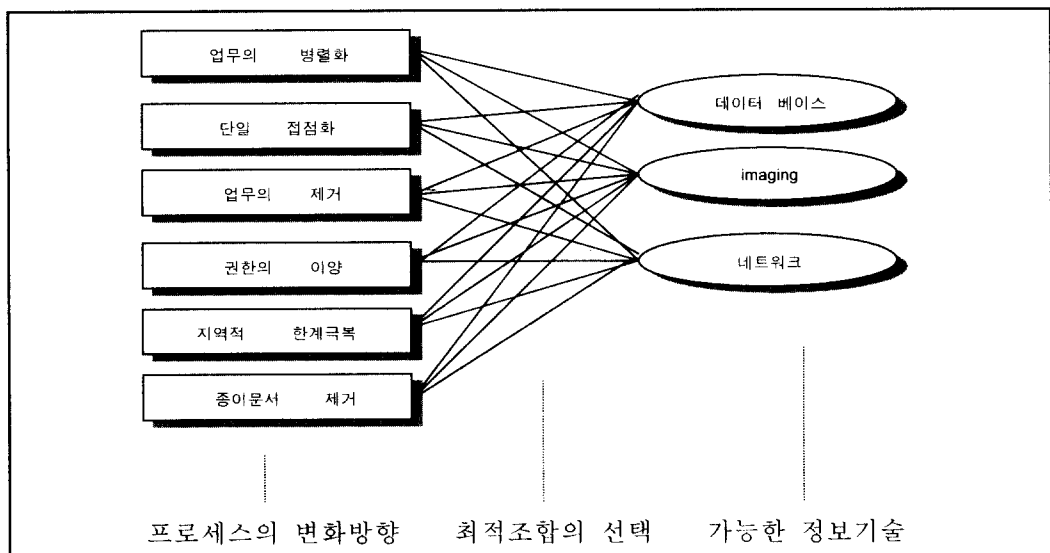 업무의 병렬화
단일 접점화
업무의 제거
권한의 이양
지역적 한계극복
종이문서 제거
데이터 베이스
imaging
네트워크
프로세스의 변화방향 최적조합의 선택 가능한 정보기술